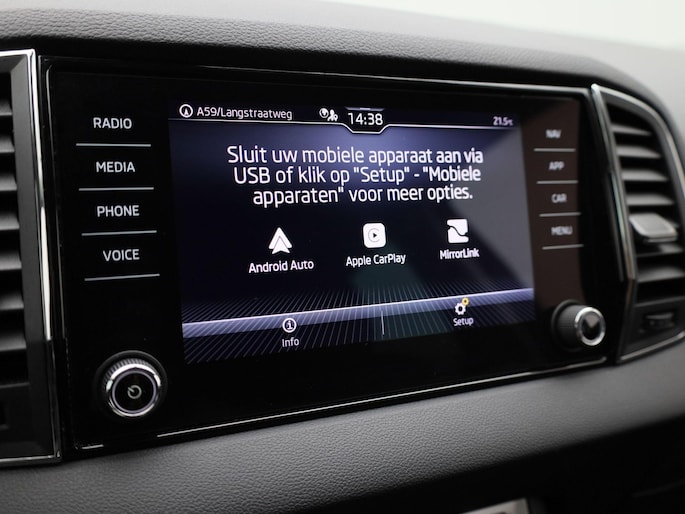 A59/Langstraatweg
14:38
21.5°C
RADIO
MEDIA
PHONE
VOICE
Sluit uw mobiele apparaat aan via
USB of klik op "Setup" - "Mobiele
apparaten" voor meer opties.
Android Auto
Apple CarPlay
MirrorLink
Info
Setup
NAV
APP
CAR
MENU